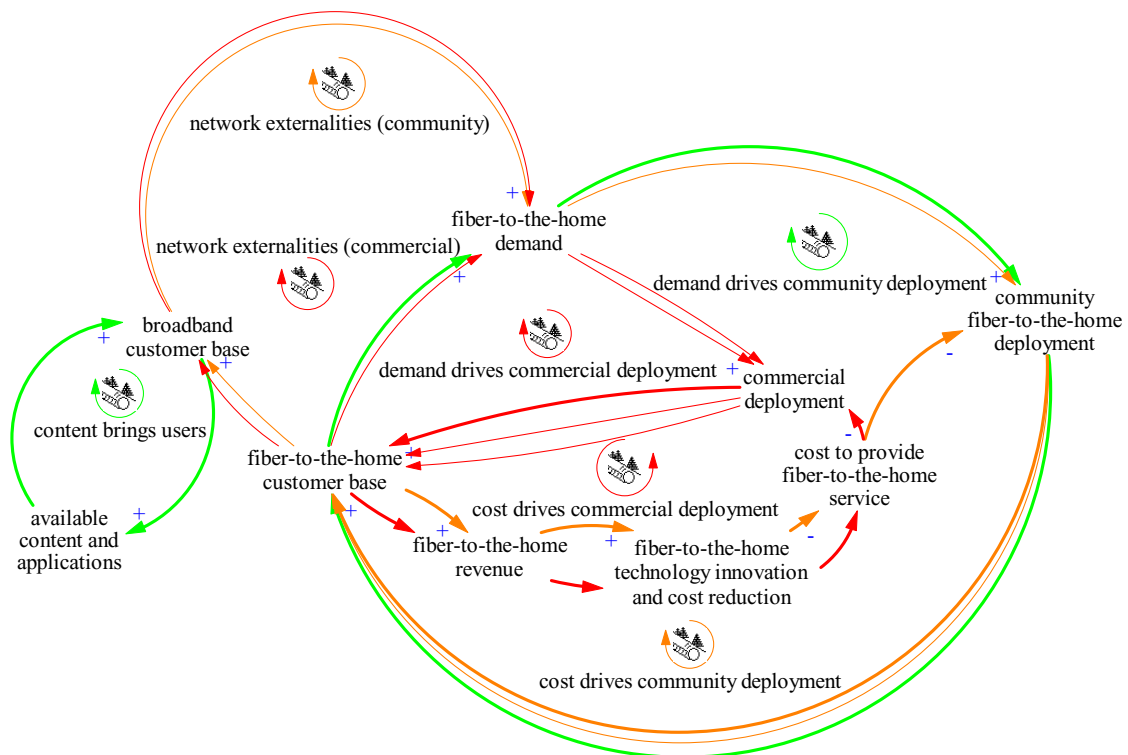 network externalities (community)
+
fiber-to-the-home
demand
network externalities (commercial)
+
demand drives community deployment
+
community
fiber-to-the-home
deployment
-
broadband
customer base
+
+
demand drives commercial deployment
+
commercial
deployment
-
content brings users
fiber-to-the-home
customer base
+
+
cost to provide
fiber-to-the-home
service
-
-
available
content and
applications
+
cost drives commercial deployment
+
+
fiber-to-the-home
revenue
fiber-to-the-home
technology innovation
and cost reduction
cost drives community deployment